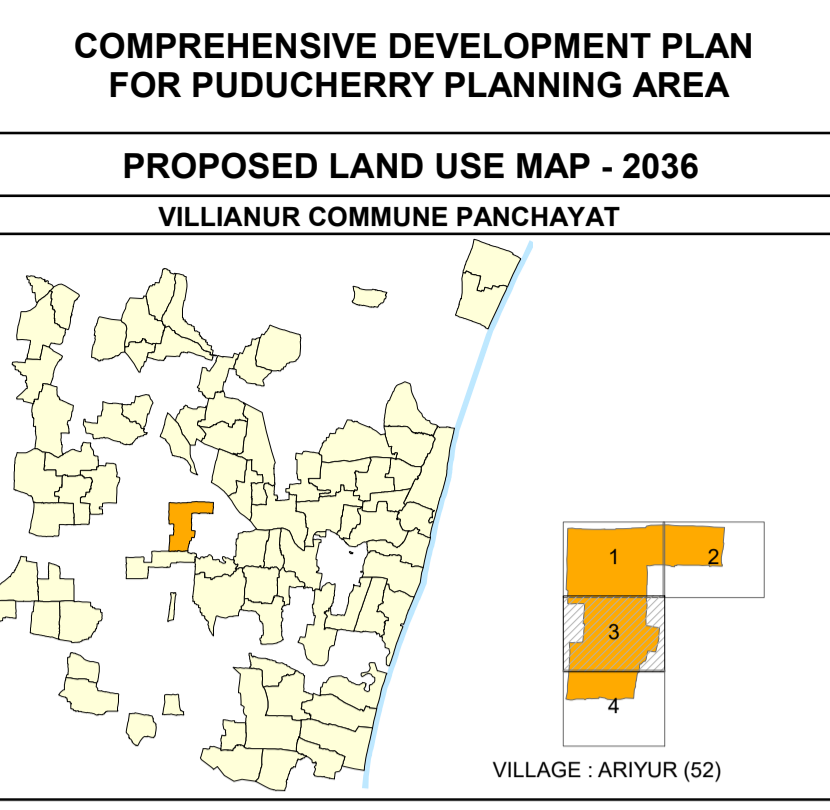 COMPREHENSIVE DEVELOPMENT PLAN
FOR PUDUCHERRY PLANNING AREA
PROPOSED LAND USE MAP - 2036
VILLIANUR COMMUNE PANCHAYAT
1
2
3
4
VILLAGE : ARIYUR (52)